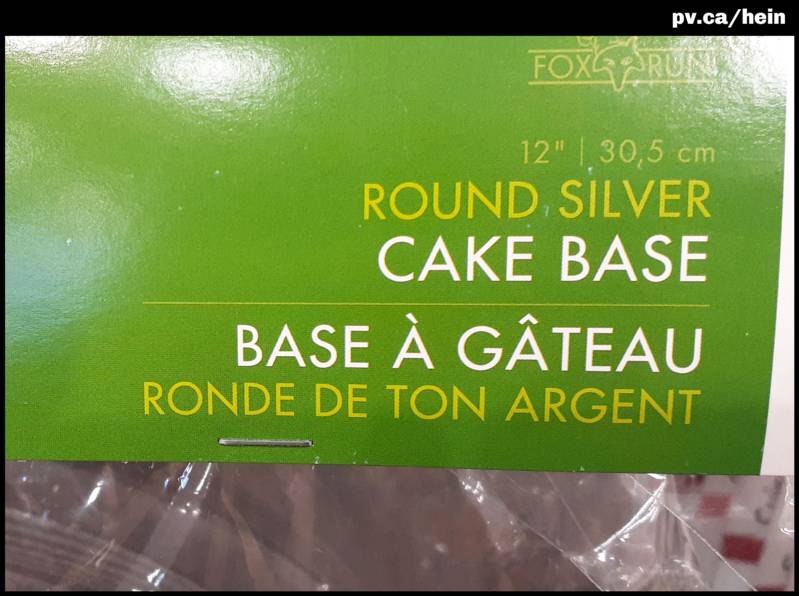 pv.ca/hein
FOX RUN
12" | 30,5 cm
ROUND SILVER
CAKE BASE
BASE À GÂTEAU
RONDE DE TON ARGENT